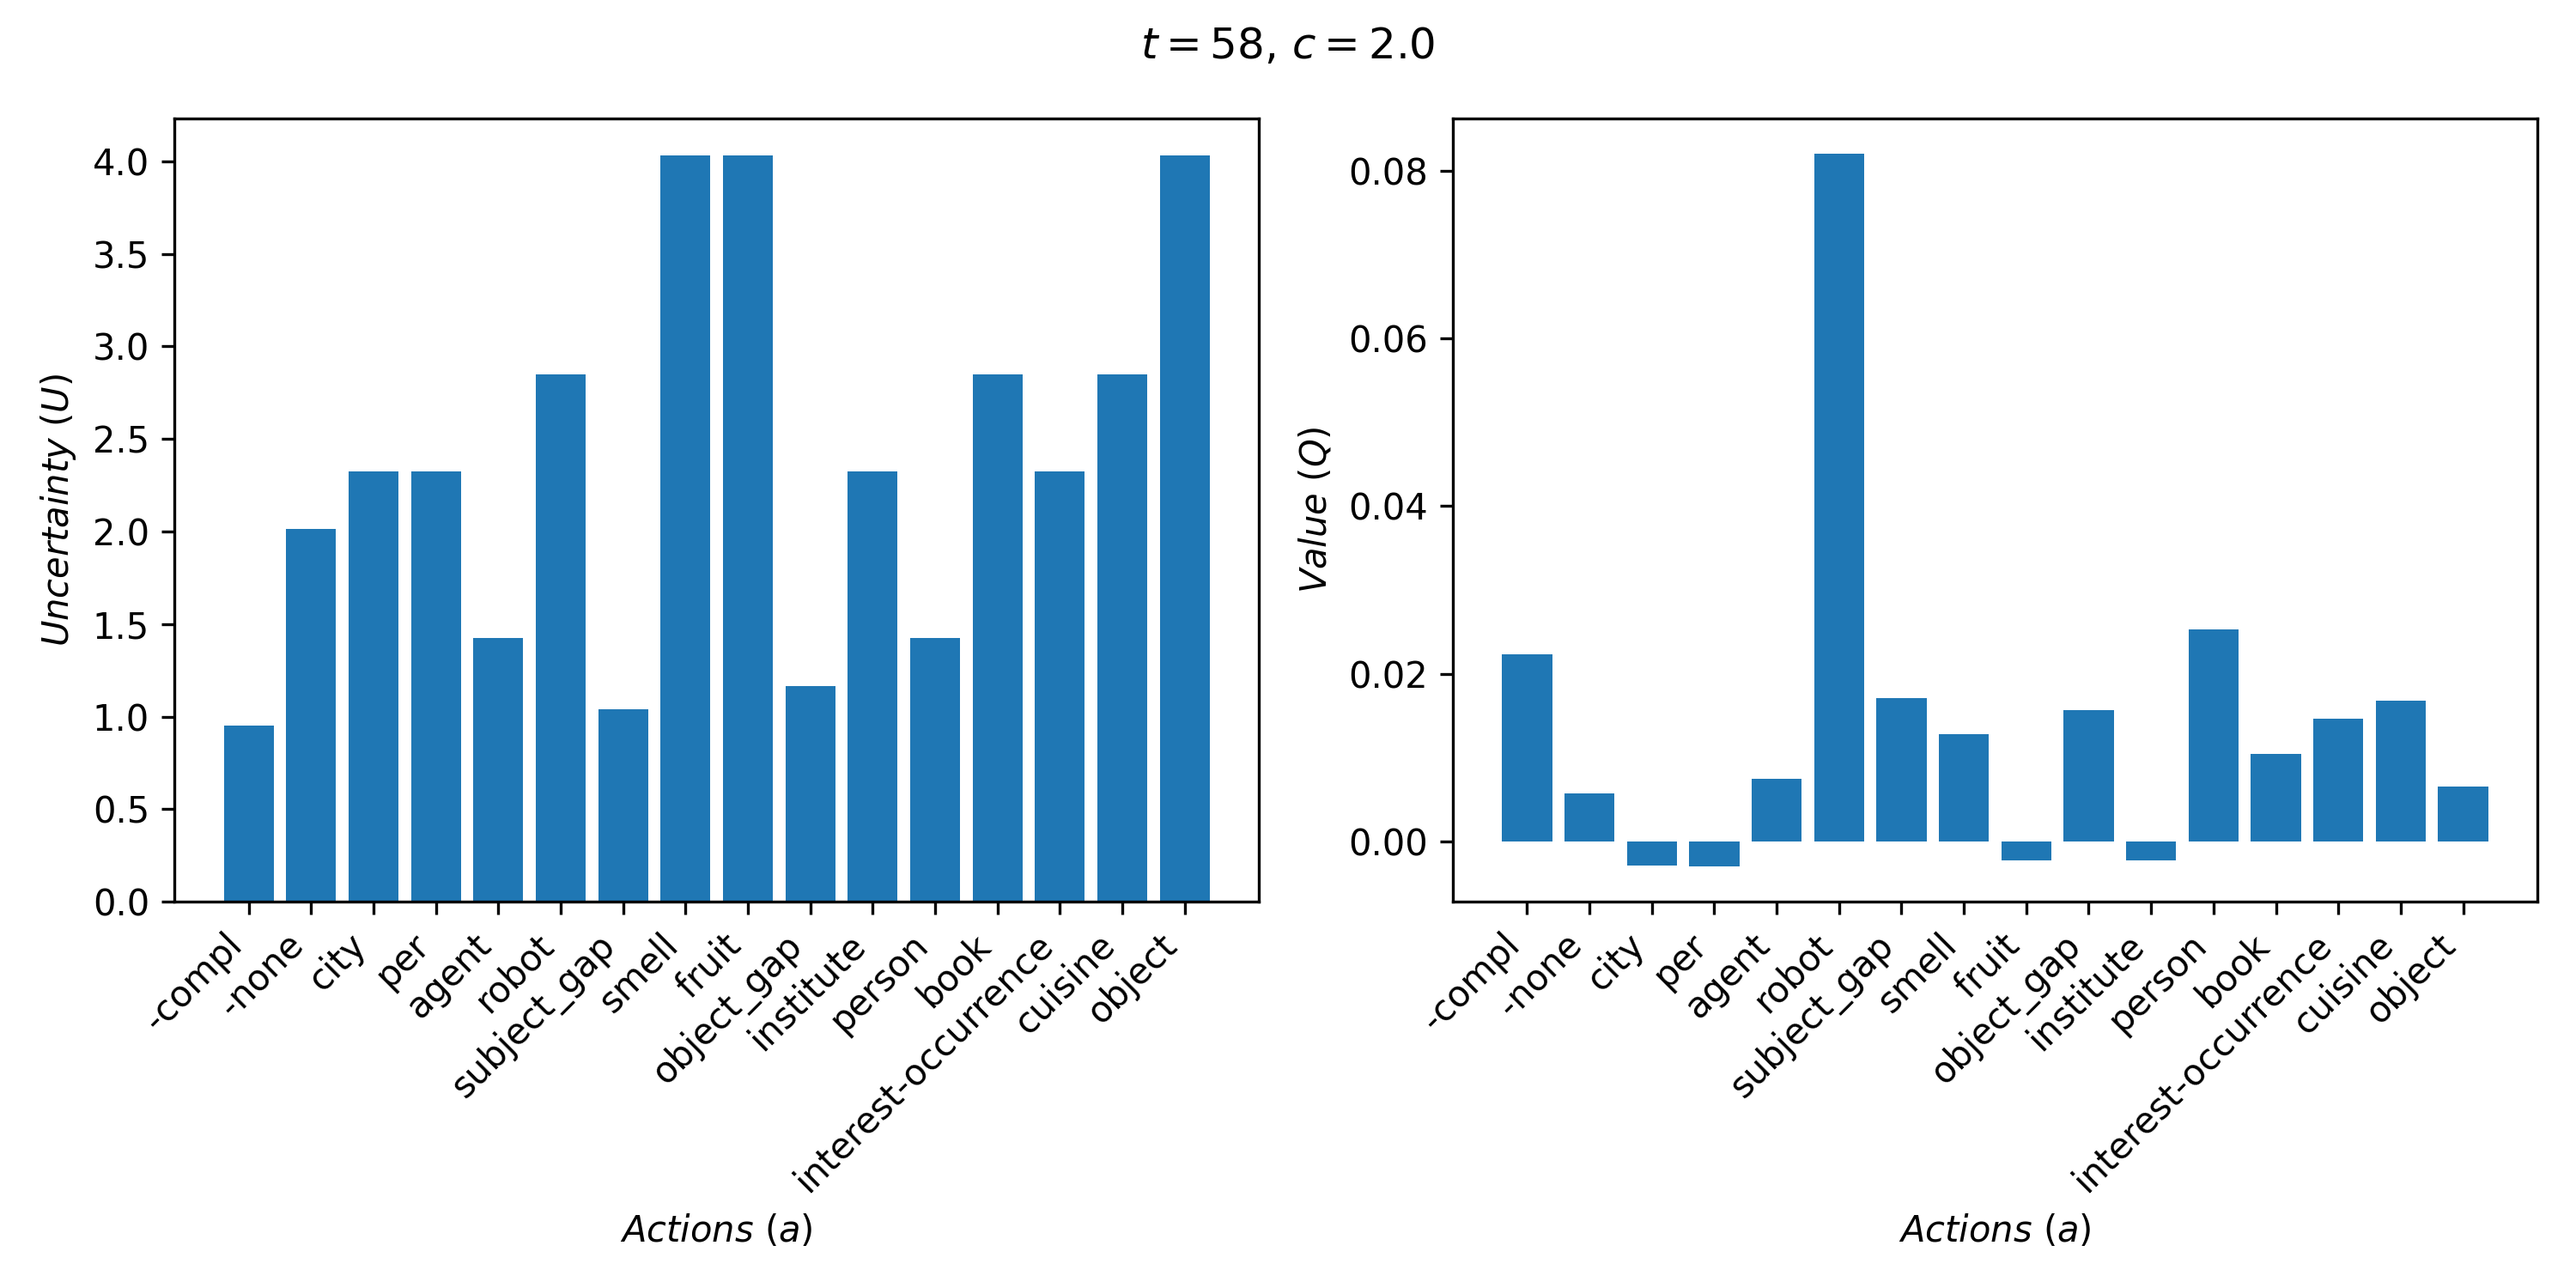 t = 58, c = 2.0
Uncertainty (U)
4.0
3.5
3.0
2.5
2.0
1.5
1.0
0.5
0.0
-compl
-none
city
per
agent
robot
subject_gap
smell
fruit
object_gap
institute
person
book
interest-occurrence
cuisine
object
Actions (a)
Value (Q)
0.08
0.06
0.04
0.02
0.00
-compl
-none
city
per
agent
robot
subject_gap
smell
fruit
object_gap
institute
person
book
interest-occurrence
cuisine
object
Actions (a)